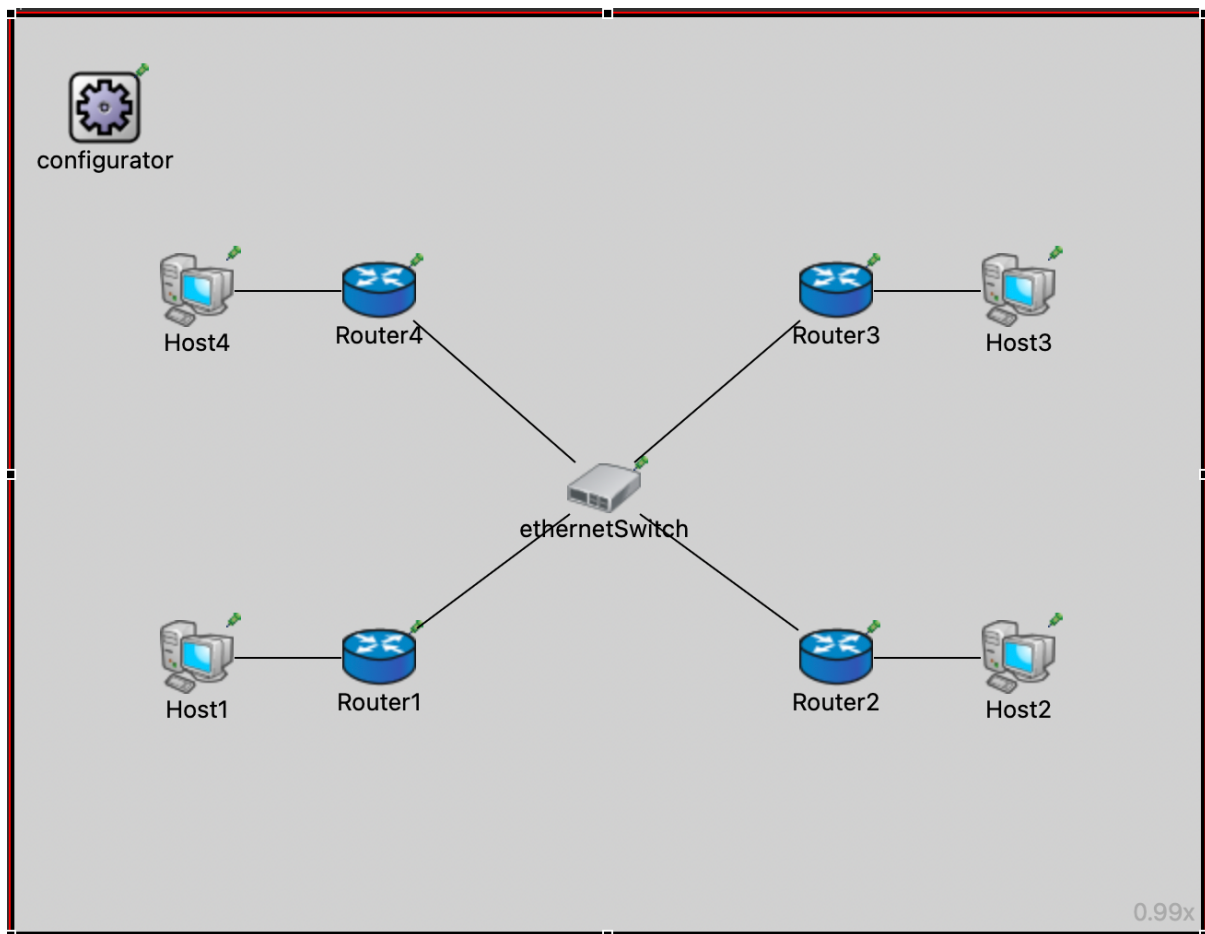 configurator
Host4
Router4
Router3
Host3
ethernetSwitch
Host1
Router1
Router2
Host2
0.99x